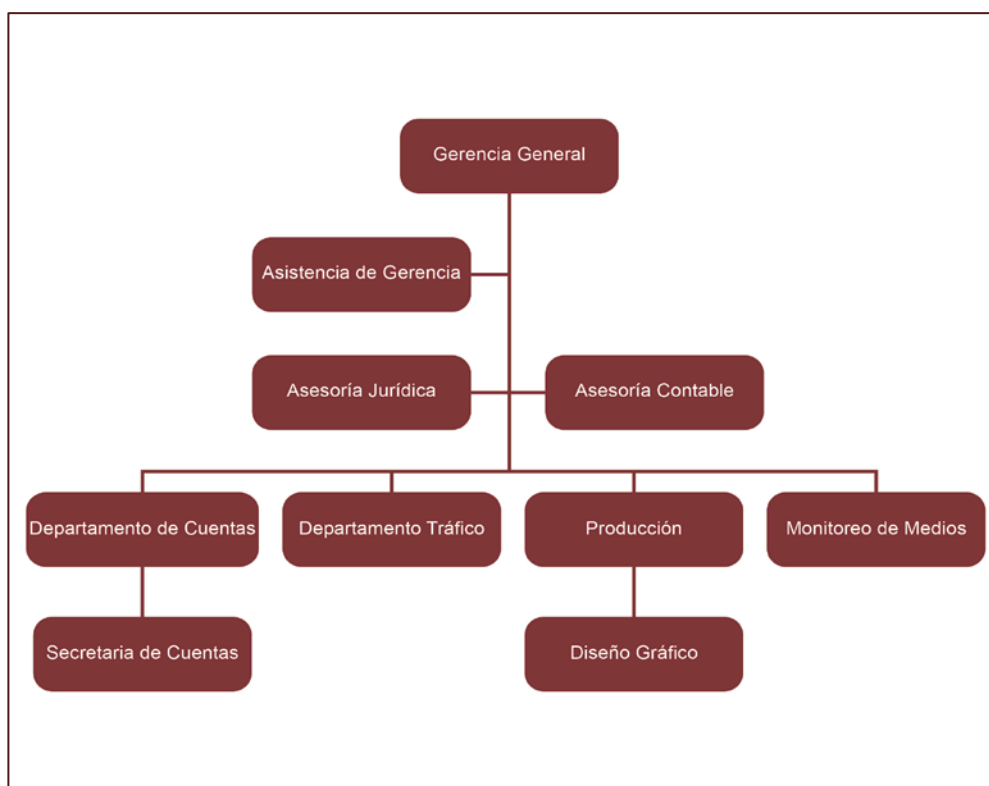 Gerencia General
Asistencia de Gerencia
Asesoría Jurídica
Asesoría Contable
Departamento de Cuentas
Departamento Tráfico
Producción
Monitoreo de Medios
Secretaria de Cuentas
Diseño Gráfico